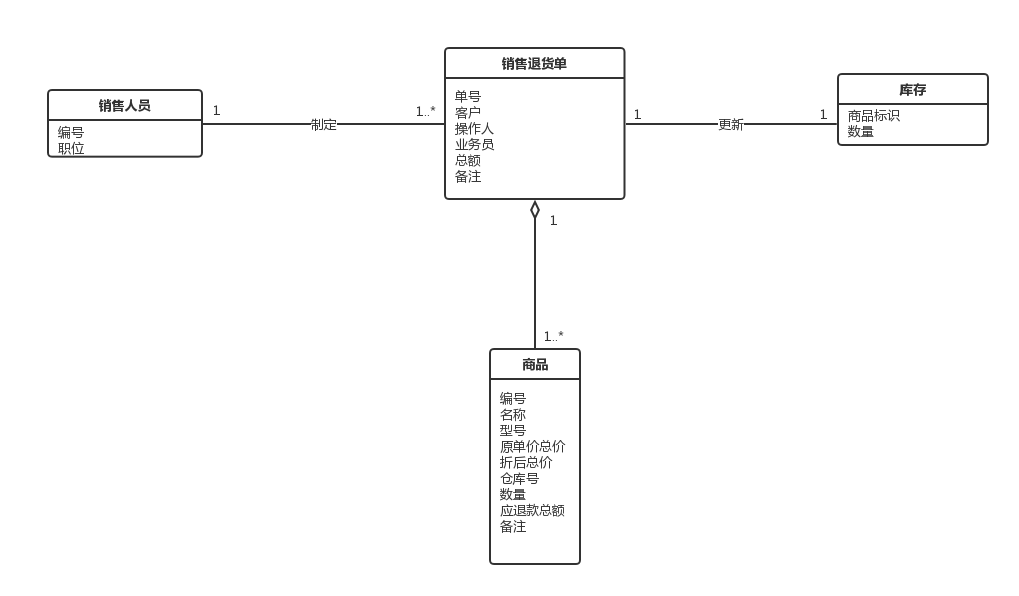 销售人员
编号
职位
1
制定
1..*
销售退货单
单号
客户
操作人
业务员
总额
备注
1
更新
1
库存
商品标识
数量
1
1..*
商品
编号
名称
型号
原单价总价
折后总价
仓库号
数量
应退款总额
备注